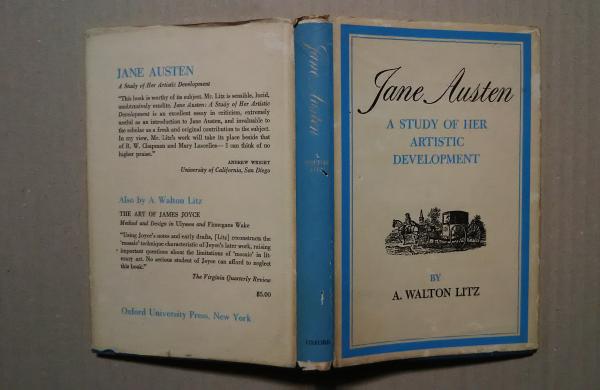 JANE AUSTEN
A Study of Her Artistic Development
"This book is worthy of its subject. Mr. Litz is sensible, lucid,
unobtrusively erudite. Jane Austen: A Study of Her Artistic
Development is an excellent essay in criticism, extremely
useful as an introduction to Jane Austen, and invaluable to
the scholar as a fresh and original contribution to the subject.
In my view, Mr. Litz's work will take its place beside that
of R. W. Chapman and Mary Lascelles—I can think of no
higher praise."
ANDREW WRIGHT
University of California, San Diego
Also by A. Walton Litz
THE ART OF JAMES JOYCE
Method and Design in Ulysses and Finnegans Wake
"Using Joyce's notes and early drafts, [Litz] reconstructs the
'mosaic' technique characteristic of Joyce's later work, raising
important questions about the limitations of 'mosaic' in lit-
erary art. No serious student of Joyce can afford to neglect
this book."
The Virginia Quarterly Review
$5.00
Oxford University Press, New York
Jane Austen
A WALTON
LITZ
OXFORD
Jane Austen
A STUDY OF HER
ARTISTIC
DEVELOPMENT
BY
A. WALTON LITZ